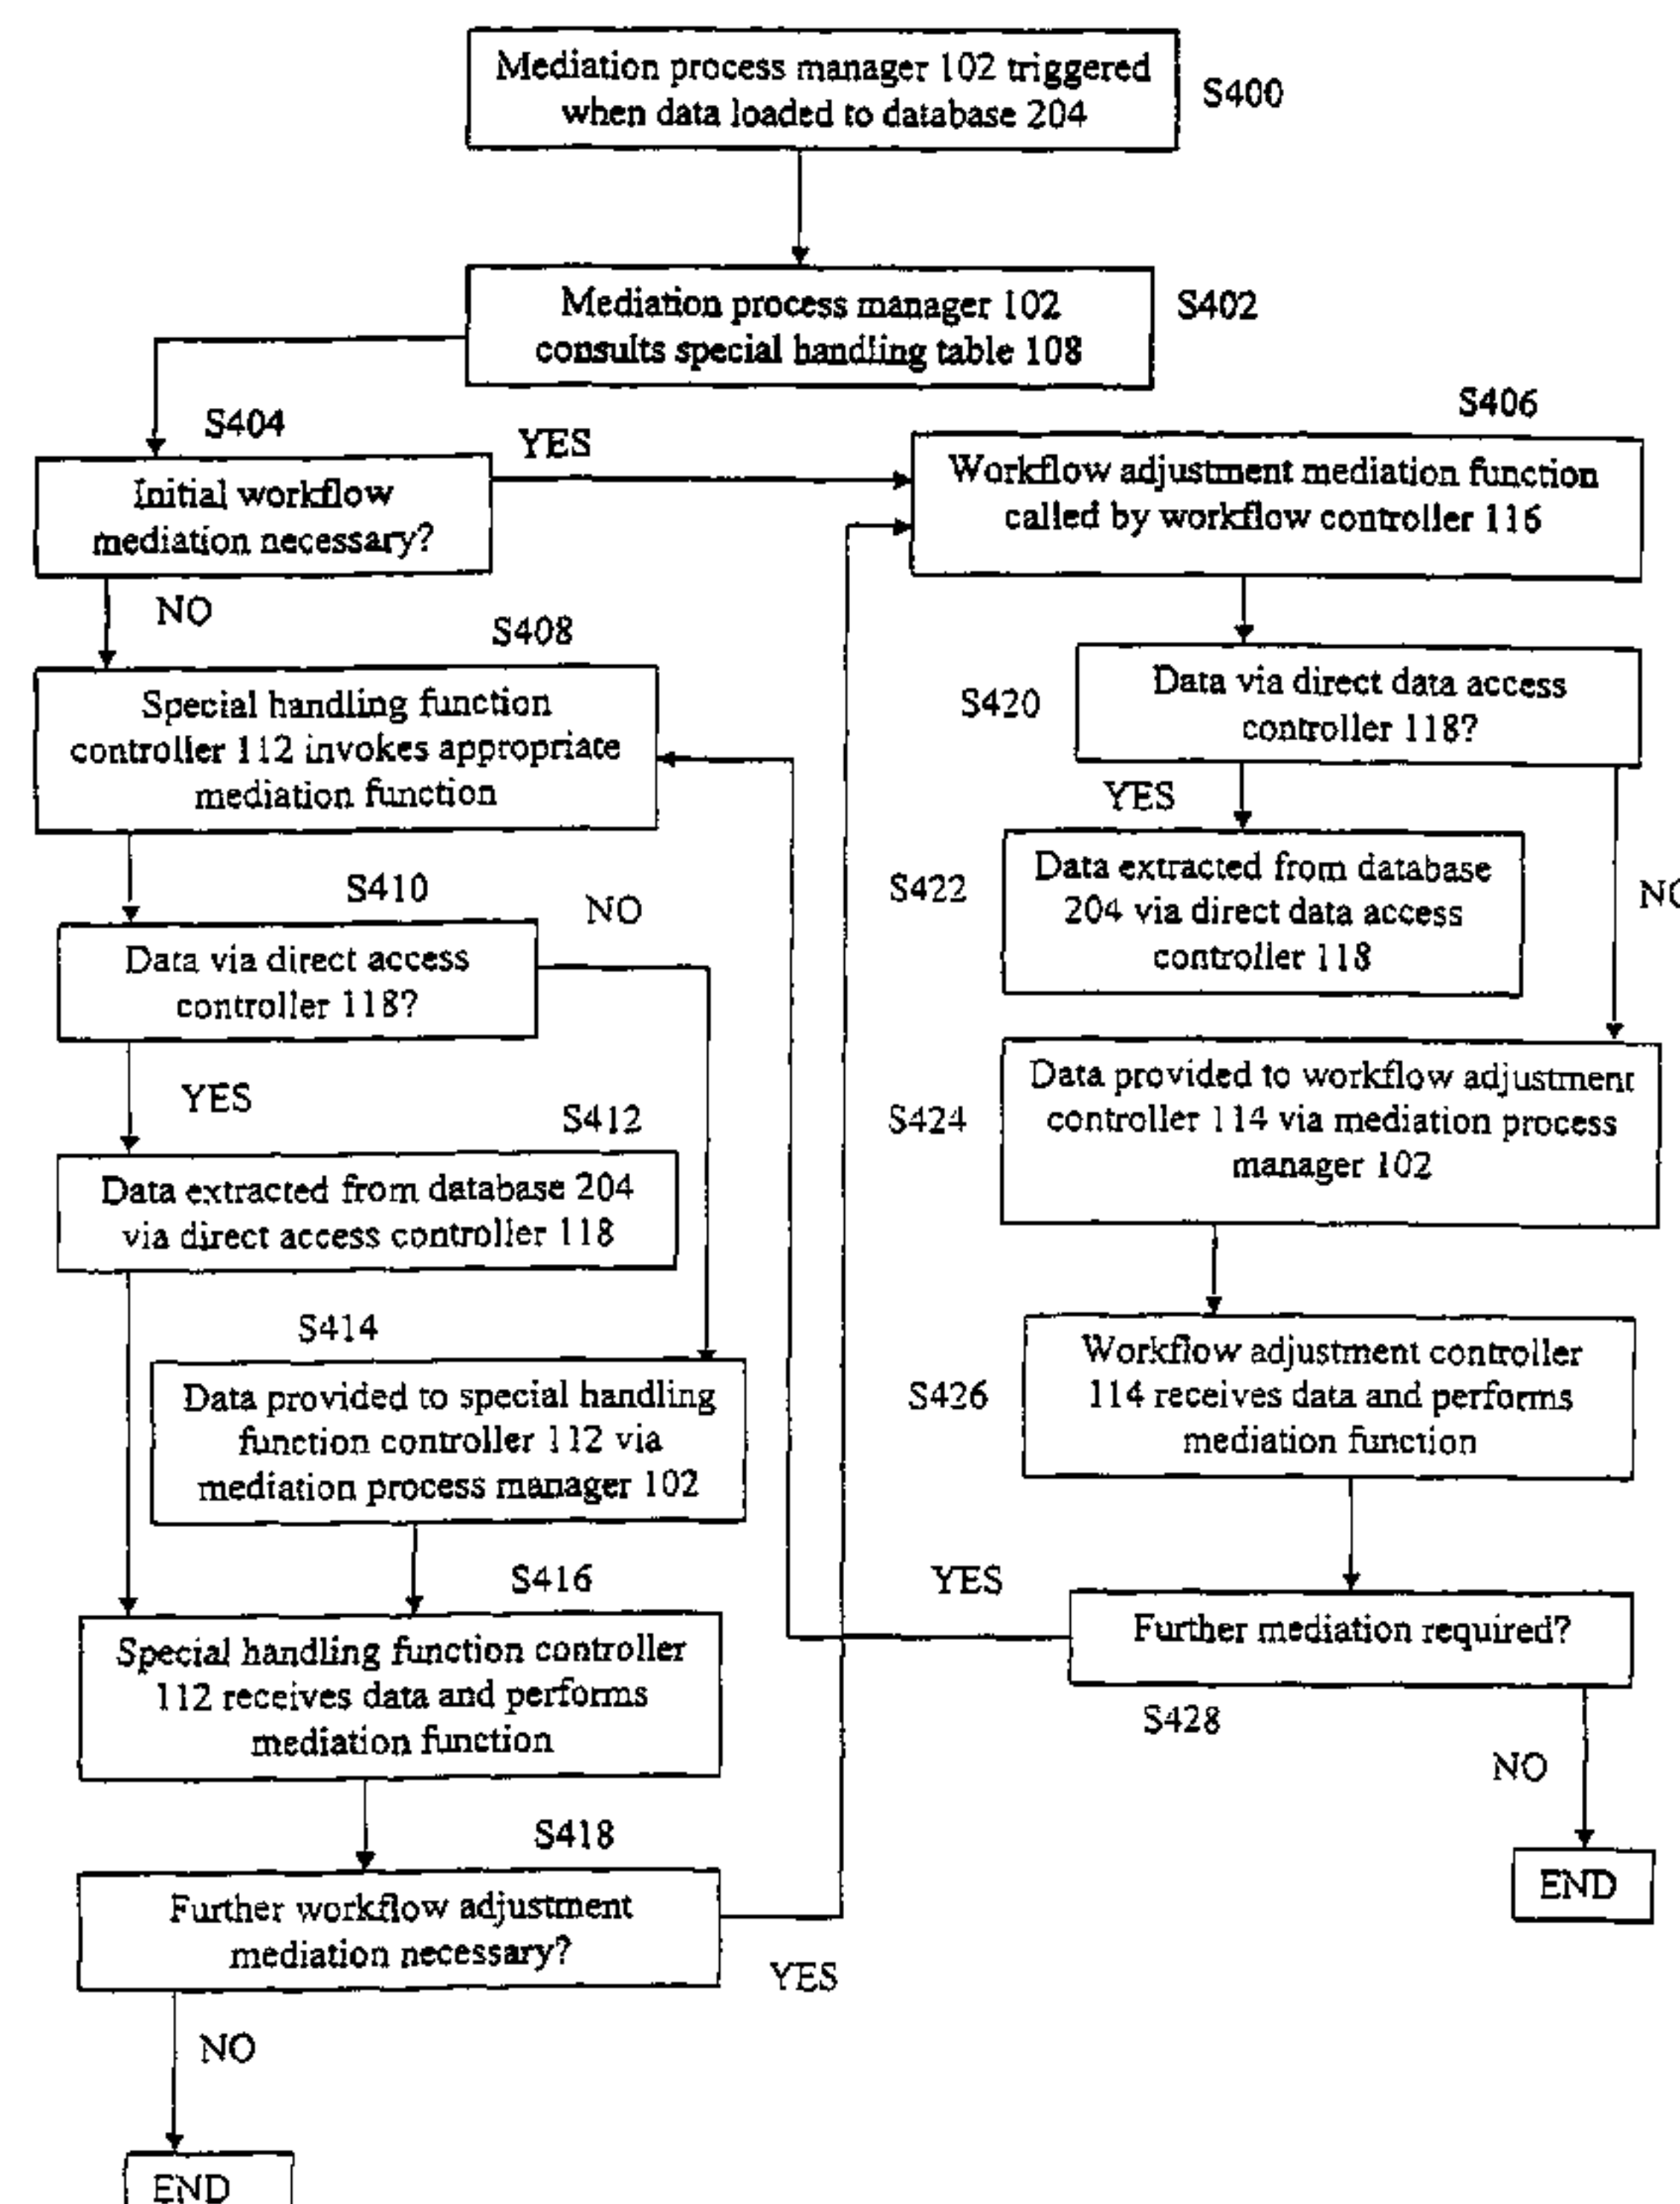 Mediation process manager 102 triggered
when data loaded to database 204
S400
Mediation process manager 102
consults special handling table 108
S402
S404
Initial workflow
mediation necessary?
YES
NO
S406
Workflow adjustment mediation function
called by workflow controller 116
S408
Special handling function
controller 112 invokes appropriate
mediation function
S420
Data via direct data access
controller 118?
YES
NO
S410
Data via direct access
controller 118?
NO
YES
S422
Data extracted from database
204 via direct data access
controller 118
S412
Data extracted from database 204
via direct access controller 118
S424
Data provided to workflow adjustment
controller 114 via mediation process
manager 102
S414
Data provided to special handling
function controller 112 via
mediation process manager 102
S426
Workflow adjustment controller
114 receives data and performs
mediation function
S416
Special handling function controller
112 receives data and performs
mediation function
YES
Further mediation required?
S428
NO
END
S418
Further workflow adjustment
mediation necessary?
YES
NO
END